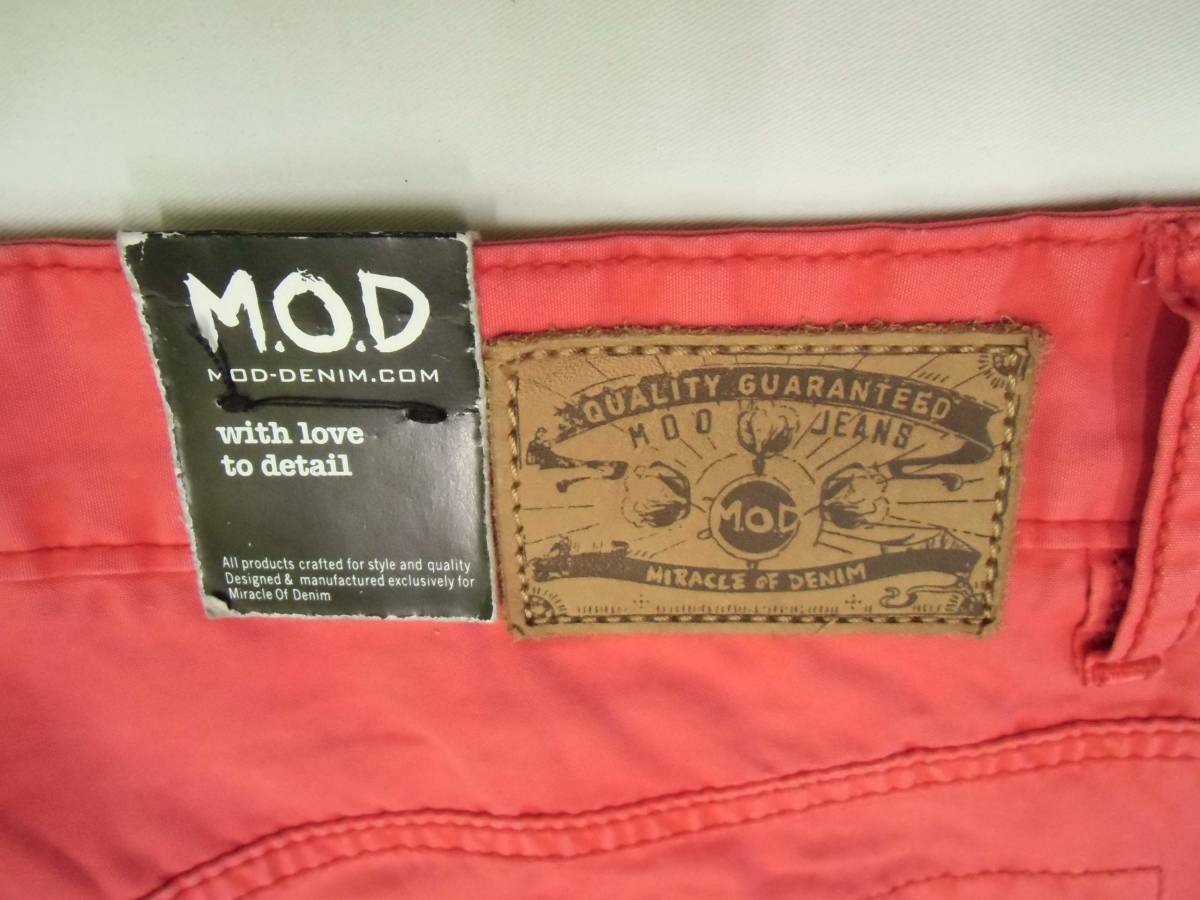 M.O.D
MOD-DENIM.COM
with love
to detail
All products crafted for style and quality
Designed & manufactured exclusively for
Miracle Of Denim
QUALITY GUARANTEED
MOD JEANS
M.O.D
MIRACLE OF DENIM